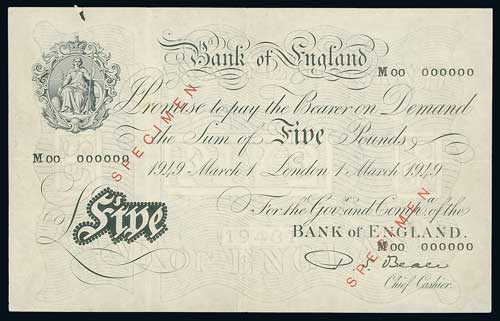 Bank of England
M00 000000
I Promise to pay the Bearer on Demand
the Sum of Five Pounds
M00 000000
1949 March 1, London 1 March 1949
£ Five
For the Govr. and Compa. of the
BANK OF ENGLAND.
M00 000000
P. S. Beale
Chief Cashier.
SPECIMEN
SPECIMEN